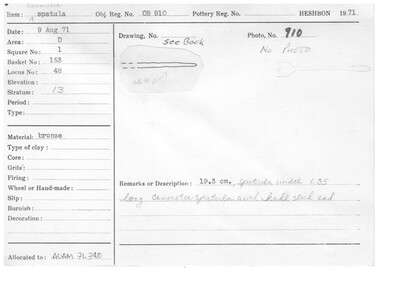 Item: spatula Obj. Reg. No. OB 910 Pottery Reg. No. HESHBON 1971
Date: 9 Aug 71
Area: D
Square No: 1
Basket No: 153
Locus No: 48
Elevation:
Stratum: 13
Period:
Type:
Drawing, No.
see Book
Photo, No. 910
No PHOTO
Material: bronze
Type of clay:
Core:
Grits:
Firing:
Wheel or Hand-made:
Slip:
Burnish:
Decoration:
Remarks or Description: 19.3 cm. spatula width 1.35
long cosmetic spatula end
Allocated to: ADAM 71.340